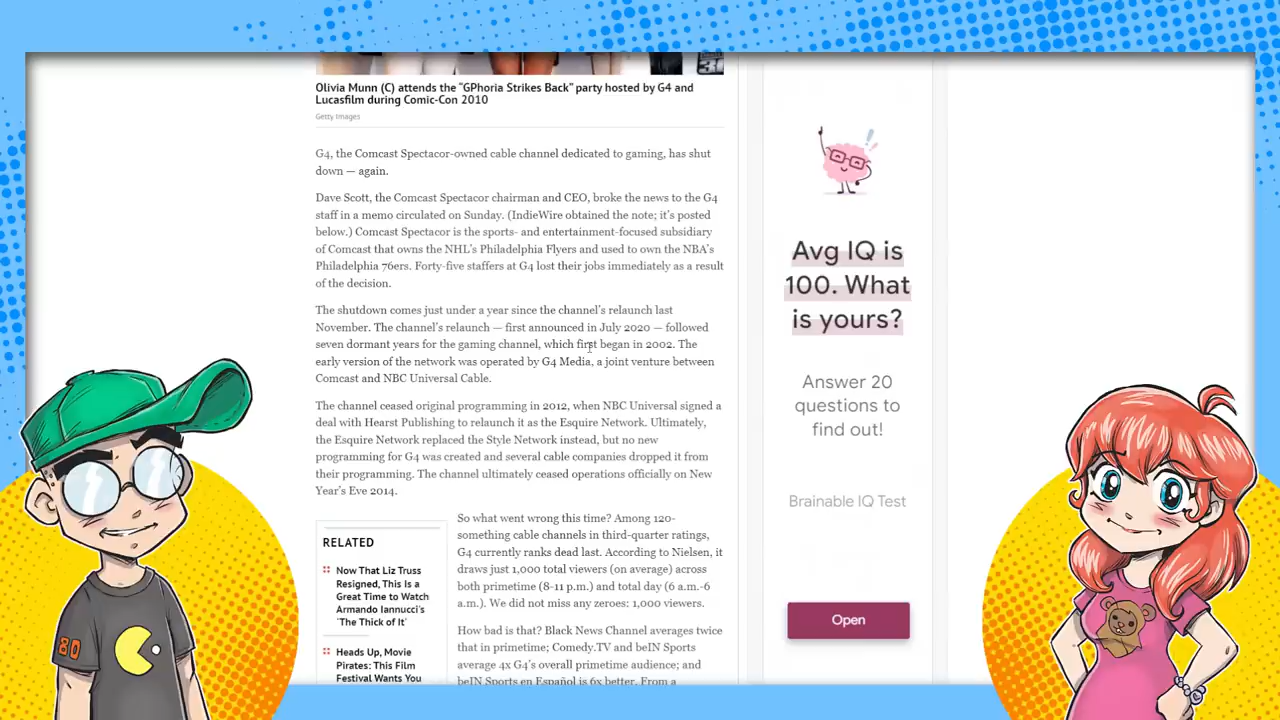 Olivia Munn (C) attends the “GPhoria Strikes Back” party hosted by G4 and
Lucasfilm during Comic-Con 2010
Getty Images
G4, the Comcast Spectacor-owned cable channel dedicated to gaming, has shut
down — again.
Dave Scott, the Comcast Spectacor chairman and CEO, broke the news to the G4
staff in a memo circulated on Sunday. (IndieWire obtained the note; it’s posted
below.) Comcast Spectacor is the sports- and entertainment-focused subsidiary
of Comcast that owns the NHL’s Philadelphia Flyers and used to own the NBA’s
Philadelphia 76ers. Forty-five staffers at G4 lost their jobs immediately as a result
of the decision.
The shutdown comes just under a year since the channel’s relaunch last
November. The channel’s relaunch — first announced in July 2020 — followed
seven dormant years for the gaming channel, which first began in 2002. The
early version of the network was operated by G4 Media, a joint venture between
Comcast and NBC Universal Cable.
The channel ceased original programming in 2012, when NBC Universal signed a
deal with Hearst Publishing to relaunch it as the Esquire Network. Ultimately,
the Esquire Network replaced the Style Network instead, but no new
programming for G4 was created and several cable companies dropped it from
their programming. The channel ultimately ceased operations officially on New
Year’s Eve 2014.
RELATED
Now That Liz Truss
Resigned, This Is a
Great Time to Watch
Armando Iannucci's
'The Thick of It'
Heads Up, Movie
Pirates: This Film
Festival Wants You
So what went wrong this time? Among 120-
something cable channels in third-quarter ratings,
G4 currently ranks dead last. According to Nielsen, it
draws just 1,000 total viewers (on average) across
both primetime (8-11 p.m.) and total day (6 a.m.-6
a.m.). We did not miss any zeroes: 1,000 viewers.
How bad is that? Black News Channel averages twice
that in primetime; Comedy.TV and beIN Sports
average 4x G4’s overall primetime audience; and
beIN Sports en Español is 6x better. From a
Avg IQ is
100. What
is yours?
Answer 20
questions to
find out!
Brainable IQ Test
Open
80